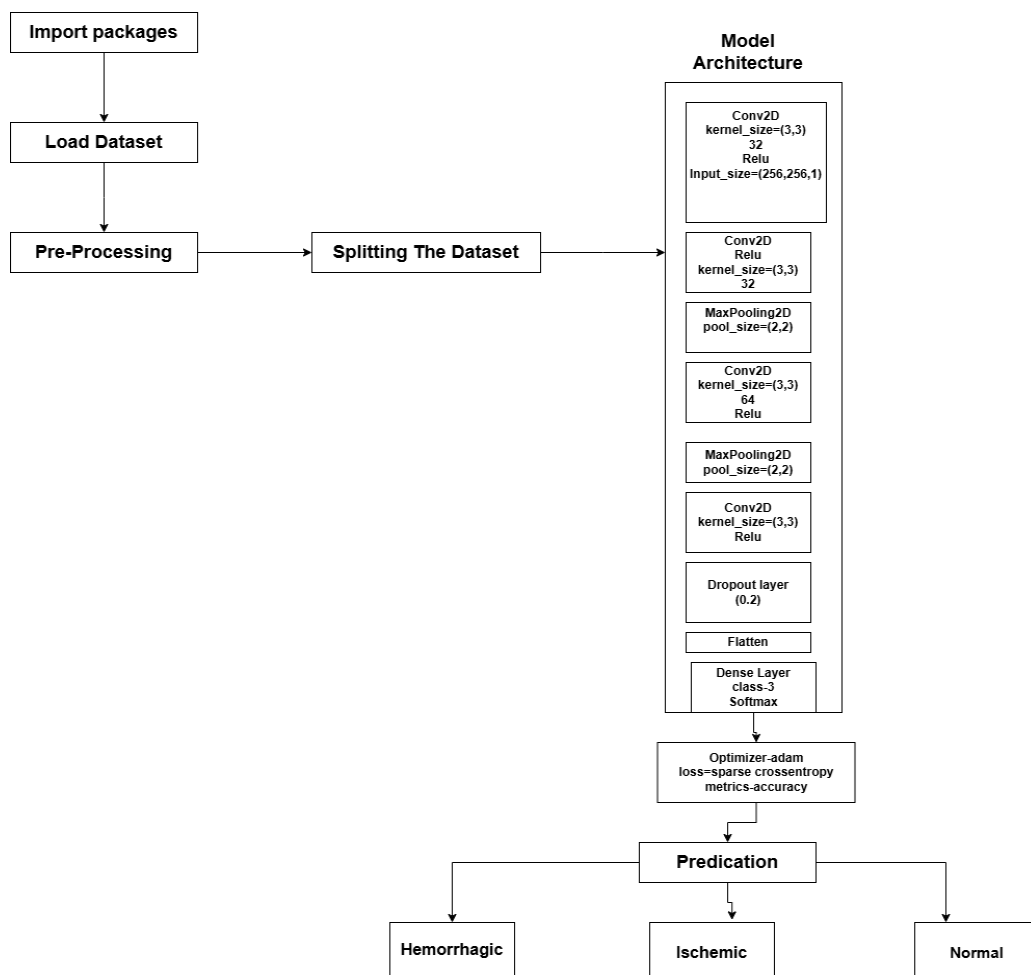 Import packages
Load Dataset
Pre-Processing
Splitting The Dataset
Model
Architecture
Conv2D
kernel_size=(3,3)
32
Relu
Input_size=(256,256,1)
Conv2D
Relu
kernel_size=(3,3)
32
MaxPooling2D
pool_size=(2,2)
Conv2D
kernel_size=(3,3)
64
Relu
MaxPooling2D
pool_size=(2,2)
Conv2D
kernel_size=(3,3)
Relu
Dropout layer
(0.2)
Flatten
Dense Layer
class-3
Softmax
Optimizer-adam
loss=sparse crossentropy
metrics-accuracy
Predication
Hemorrhagic
Ischemic
Normal